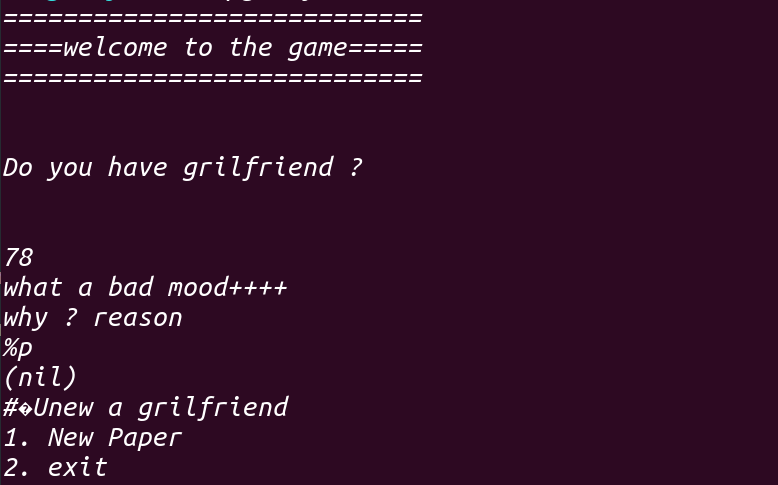 ============================
====welcome to the game=====
============================
Do you have grilfriend ?
78
what a bad mood++++
why ? reason
%p
(nil)
#�Unew a grilfriend
1. New Paper
2. exit